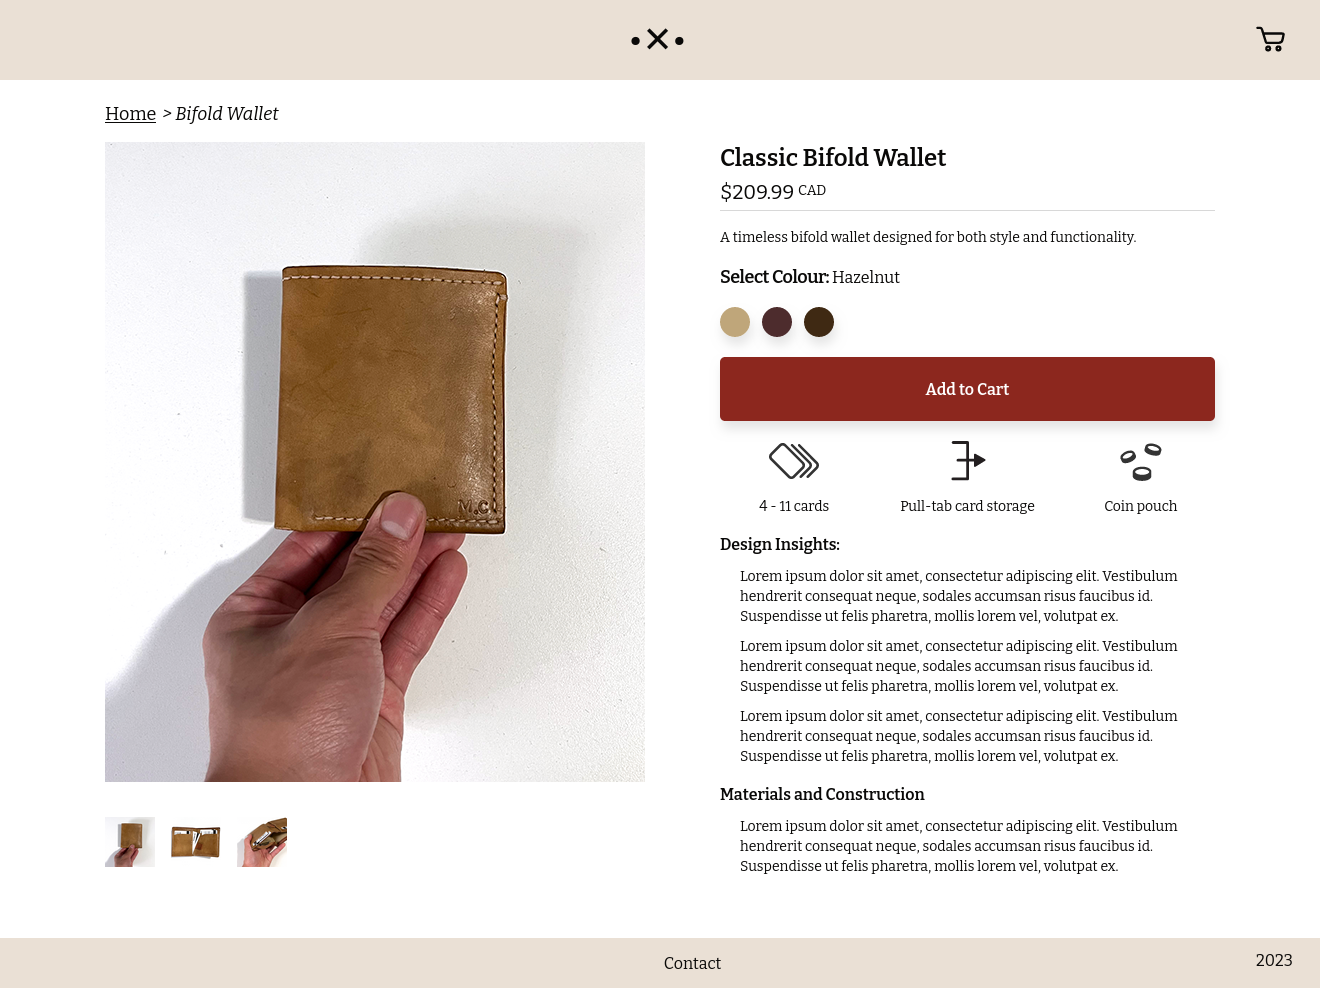 Home > Bifold Wallet
Classic Bifold Wallet
$209.99 CAD
A timeless bifold wallet designed for both style and functionality.
Select Colour: Hazelnut
Add to Cart
4 - 11 cards
Pull-tab card storage
Coin pouch
M.C
Design Insights:
Lorem ipsum dolor sit amet, consectetur adipiscing elit. Vestibulum
hendrerit consequat neque, sodales accumsan risus faucibus id.
Suspendisse ut felis pharetra, mollis lorem vel, volutpat ex.
Lorem ipsum dolor sit amet, consectetur adipiscing elit. Vestibulum
hendrerit consequat neque, sodales accumsan risus faucibus id.
Suspendisse ut felis pharetra, mollis lorem vel, volutpat ex.
Lorem ipsum dolor sit amet, consectetur adipiscing elit. Vestibulum
hendrerit consequat neque, sodales accumsan risus faucibus id.
Suspendisse ut felis pharetra, mollis lorem vel, volutpat ex.
Materials and Construction
Lorem ipsum dolor sit amet, consectetur adipiscing elit. Vestibulum
hendrerit consequat neque, sodales accumsan risus faucibus id.
Suspendisse ut felis pharetra, mollis lorem vel, volutpat ex.
Contact
2023